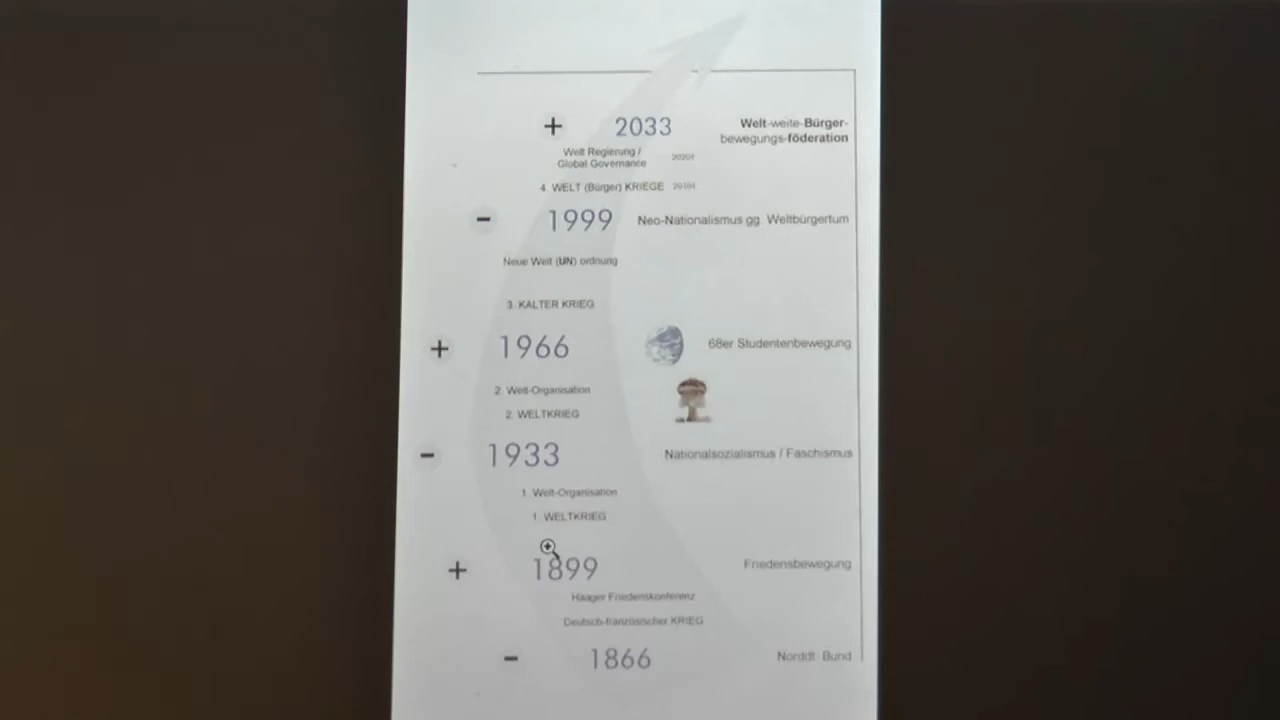 + 2033 Welt-weite-Bürger-
bewegungs-föderation
Welt Regierung /
Global Governance
4. WELT (Bürger) KRIEGE
- 1999 Neo-Nationalismus gg. Weltbürgertum
Neue Welt (UN) ordnung
3. KALTER KRIEG
+ 1966 68er Studentenbewegung
2. Welt-Organisation
2. WELTKRIEG
- 1933 Nationalsozialismus / Faschismus
1. Welt-Organisation
1. WELTKRIEG
+ 1899 Friedensbewegung
Haager Friedenskonferenz
Deutsch-französischer KRIEG
- 1866 Norddt. Bund